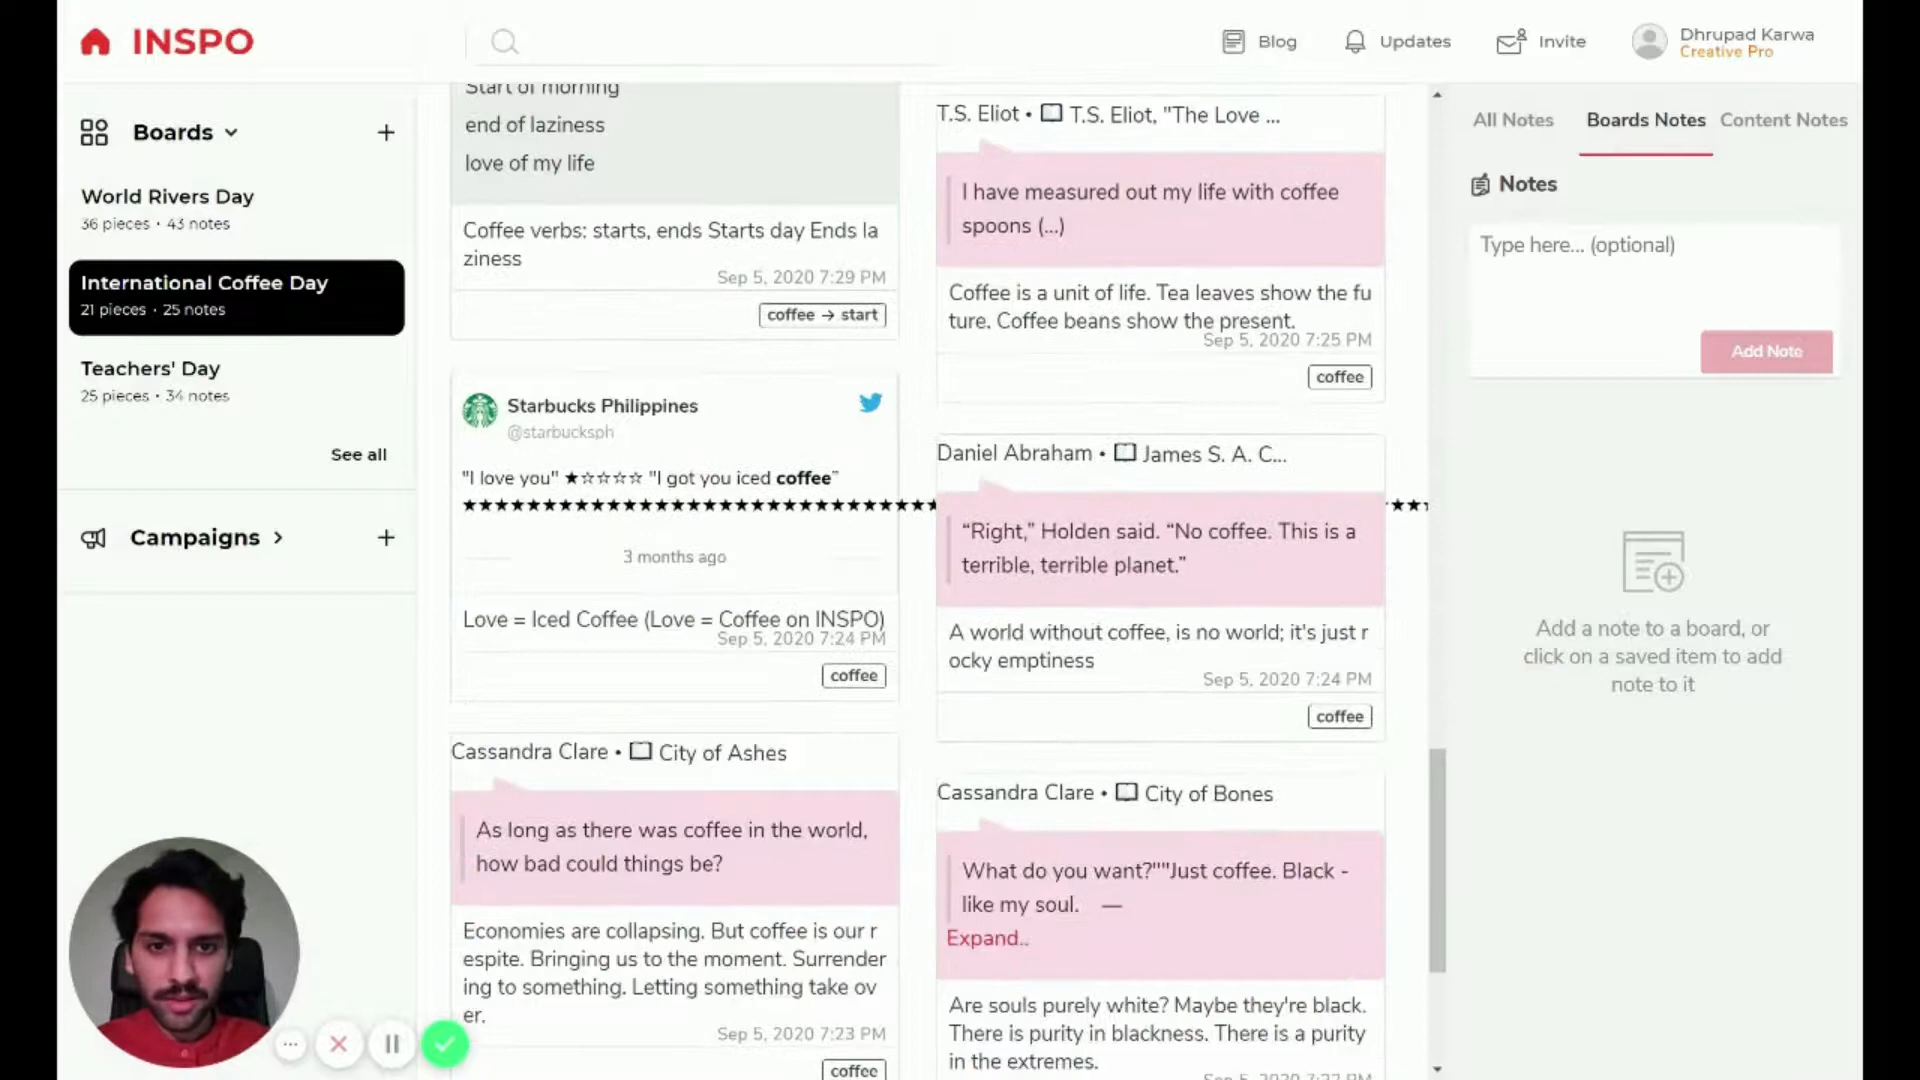 INSPO
Blog
Updates
Invite
Dhrupad Karwa
Creative Pro
Boards
World Rivers Day
36 pieces • 43 notes
International Coffee Day
21 pieces • 25 notes
Teachers' Day
25 pieces • 34 notes
See all
Campaigns
Start of morning
end of laziness
love of my life
Coffee verbs: starts, ends Starts day Ends la
ziness
Sep 5, 2020 7:29 PM
coffee → start
Starbucks Philippines
@starbucksph
"I love you" ★☆☆☆☆ "I got you iced coffee"
★★★★★★★★★★★★★★★★★★★★★★★★★★★★★★★★★★★★
3 months ago
Love = Iced Coffee (Love = Coffee on INSPO)
Sep 5, 2020 7:24 PM
coffee
Cassandra Clare • City of Ashes
As long as there was coffee in the world,
how bad could things be?
Economies are collapsing. But coffee is our r
espite. Bringing us to the moment. Surrender
ing to something. Letting something take ov
er.
Sep 5, 2020 7:23 PM
coffee
T.S. Eliot • T.S. Eliot, "The Love ...
I have measured out my life with coffee
spoons (...)
Coffee is a unit of life. Tea leaves show the fu
ture. Coffee beans show the present.
Sep 5, 2020 7:25 PM
coffee
Daniel Abraham • James S. A. C...
“Right,” Holden said. “No coffee. This is a
terrible, terrible planet.”
A world without coffee, is no world; it's just r
ocky emptiness
Sep 5, 2020 7:24 PM
coffee
Cassandra Clare • City of Bones
What do you want?""Just coffee. Black -
like my soul. —
Expand..
Are souls purely white? Maybe they're black.
There is purity in blackness. There is a purity
in the extremes.
All Notes
Boards Notes
Content Notes
Notes
Type here... (optional)
Add Note
Add a note to a board, or
click on a saved item to add
note to it